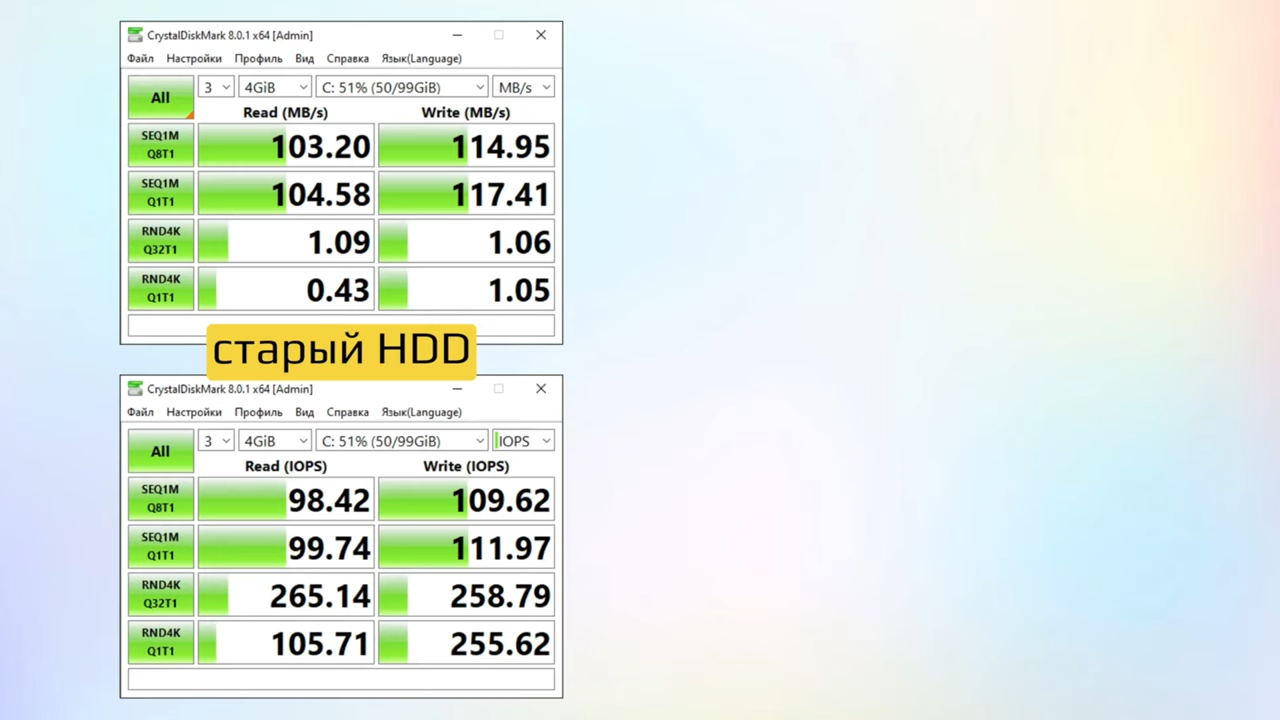 CrystalDiskMark 8.0.1 x64 [Admin]
Файл Настройки Профиль Вид Справка Язык(Language)
All 3 4GiB C: 51% (50/99GiB) MB/s
Read (MB/s) Write (MB/s)
SEQ1M
Q8T1 103.20 114.95
SEQ1M
Q1T1 104.58 117.41
RND4K
Q32T1 1.09 1.06
RND4K
Q1T1 0.43 1.05
старый HDD
CrystalDiskMark 8.0.1 x64 [Admin]
Файл Настройки Профиль Вид Справка Язык(Language)
All 3 4GiB C: 51% (50/99GiB) IOPS
Read (IOPS) Write (IOPS)
SEQ1M
Q8T1 98.42 109.62
SEQ1M
Q1T1 99.74 111.97
RND4K
Q32T1 265.14 258.79
RND4K
Q1T1 105.71 255.62